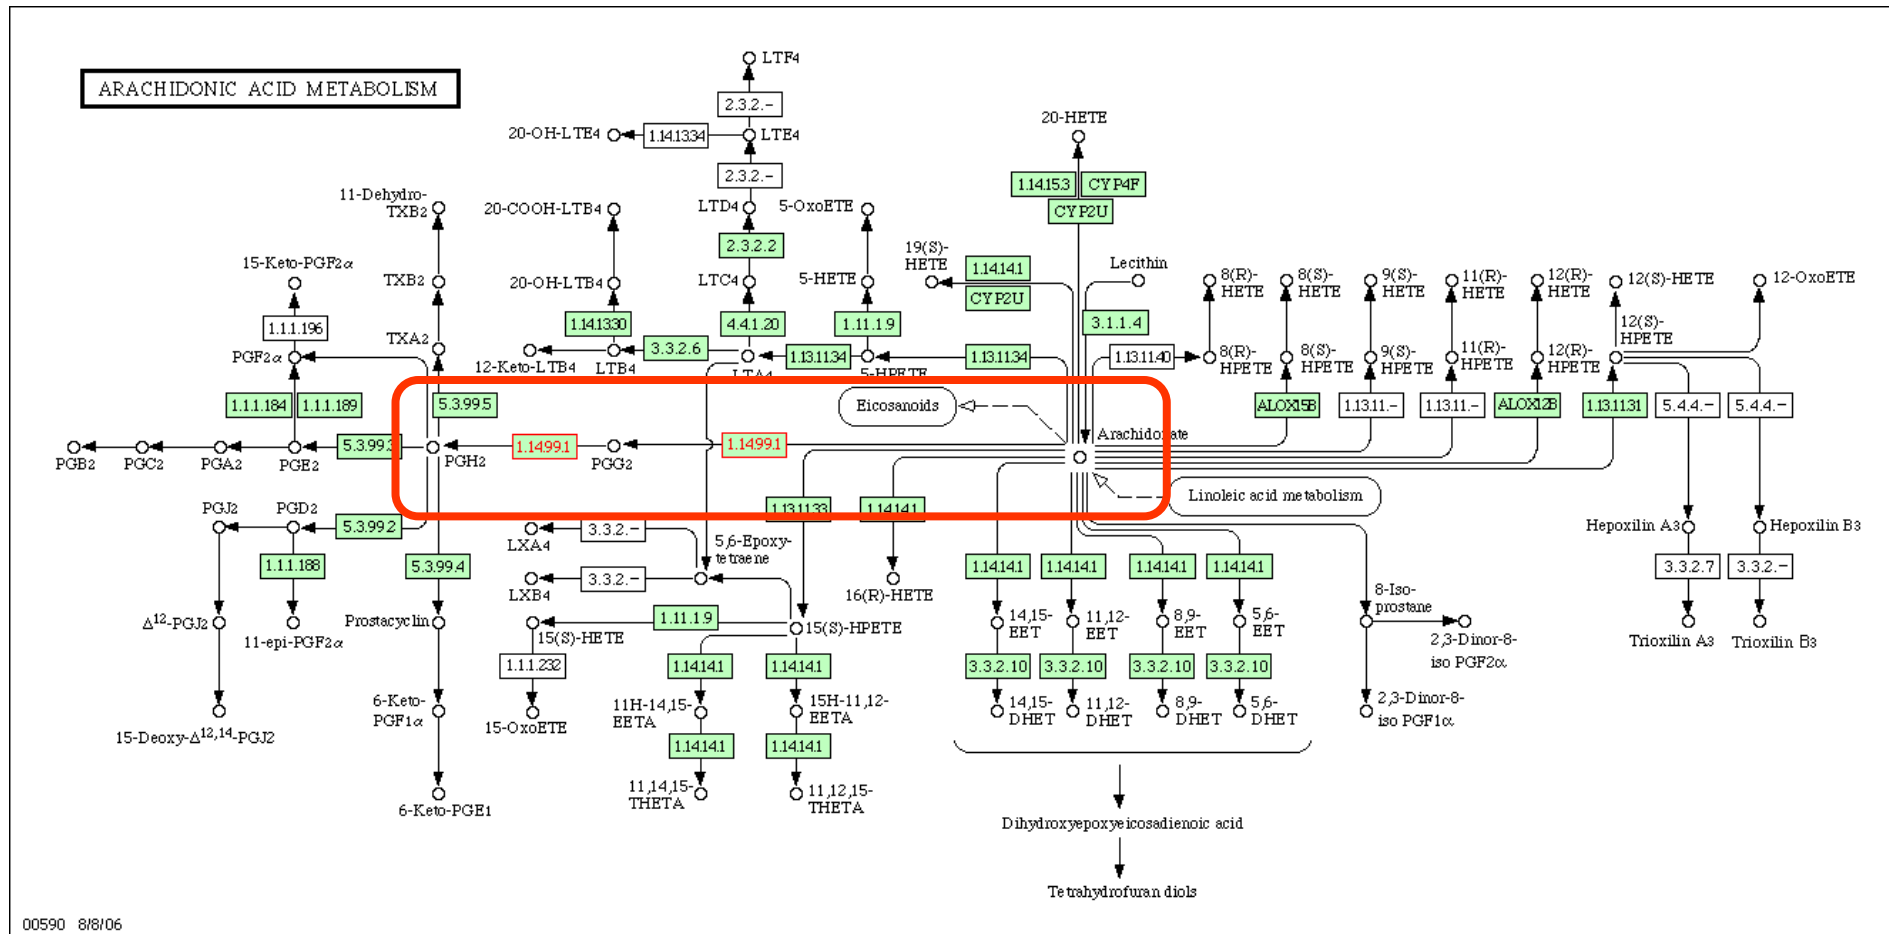 ARACHIDONIC ACID METABOLISM
LTF4
2.3.2.-
20-OH-LTE4
1.14.13.34
LTE4
2.3.2.-
20-HETE
1.14.15.3
CYP4F
CYP2U
11-Dehydro-
TXB2
20-COOH-LTB4
LTD4
5-OxoETE
2.3.2.2
19(S)-
HETE
1.14.14.1
CYP2U
Lecithin
15-Keto-PGF2α
TXB2
20-OH-LTB4
LTC4
5-HETE
8(R)-
HETE
8(S)-
HETE
9(S)-
HETE
11(R)-
HETE
12(R)-
HETE
12(S)-HETE
12-OxoETE
1.1.1.196
1.14.13.30
4.4.1.20
1.11.1.9
3.1.1.4
12(S)-
HPETE
PGF2α
TXA2
12-Keto-LTB4
LTB4
3.3.2.6
LTA4
1.13.11.34
5-HPETE
1.13.11.34
1.13.11.40
8(R)-
HPETE
8(S)-
HPETE
9(S)-
HPETE
11(R)-
HPETE
12(R)-
HPETE
1.1.1.184
1.1.1.189
5.3.99.5
Eicosanoids
ALOX15B
1.13.11.-
1.13.11.-
ALOX12B
1.13.11.31
5.4.4.-
5.4.4.-
PGB2
PGC2
PGA2
PGE2
5.3.99.3
PGH2
1.14.99.1
PGG2
1.14.99.1
Arachidonate
Linoleic acid metabolism
PGJ2
PGD2
5.3.99.2
1.13.11.33
1.14.14.1
LXA4
3.3.2.-
5,6-Epoxy-
tetraene
Hepoxilin A3
Hepoxilin B3
1.1.1.188
5.3.99.4
LXB4
3.3.2.-
16(R)-HETE
1.14.14.1
1.14.14.1
1.14.14.1
1.14.14.1
8-Iso-
prostane
3.3.2.7
3.3.2.-
Δ12-PGJ2
11-epi-PGF2α
Prostacyclin
15(S)-HETE
1.11.1.9
15(S)-HPETE
14,15-
EET
11,12-
EET
8,9-
EET
5,6-
EET
2,3-Dinor-8-
iso PGF2α
Trioxilin A3
Trioxilin B3
1.1.1.232
1.14.14.1
1.14.14.1
3.3.2.10
3.3.2.10
3.3.2.10
3.3.2.10
15-Deoxy-Δ12,14-PGJ2
6-Keto-
PGF1α
15-OxoETE
11H-14,15-
EETA
15H-11,12-
EETA
14,15-
DHET
11,12-
DHET
8,9-
DHET
5,6-
DHET
2,3-Dinor-8-
iso PGF1α
1.14.14.1
1.14.14.1
6-Keto-PGE1
11,14,15-
THETA
11,12,15-
THETA
Dihydroxyepoxyeicosadienoic acid
Tetrahydrofuran diols
00590 8/8/06